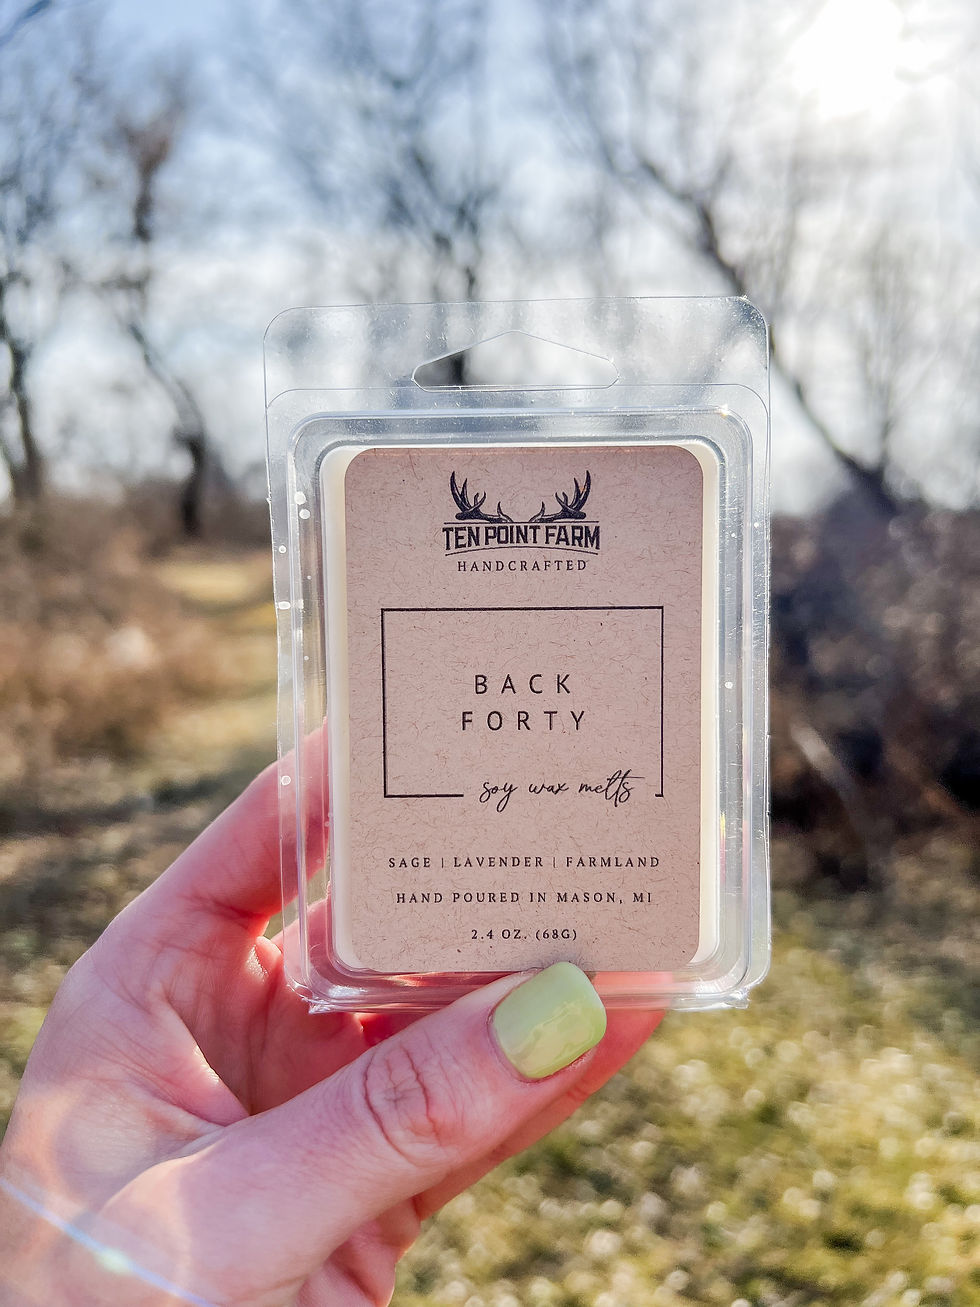 TEN POINT FARM
HANDCRAFTED
BACK
FORTY
soy wax melts
SAGE | LAVENDER | FARMLAND
HAND POURED IN MASON, MI
2.4 OZ. (68G)